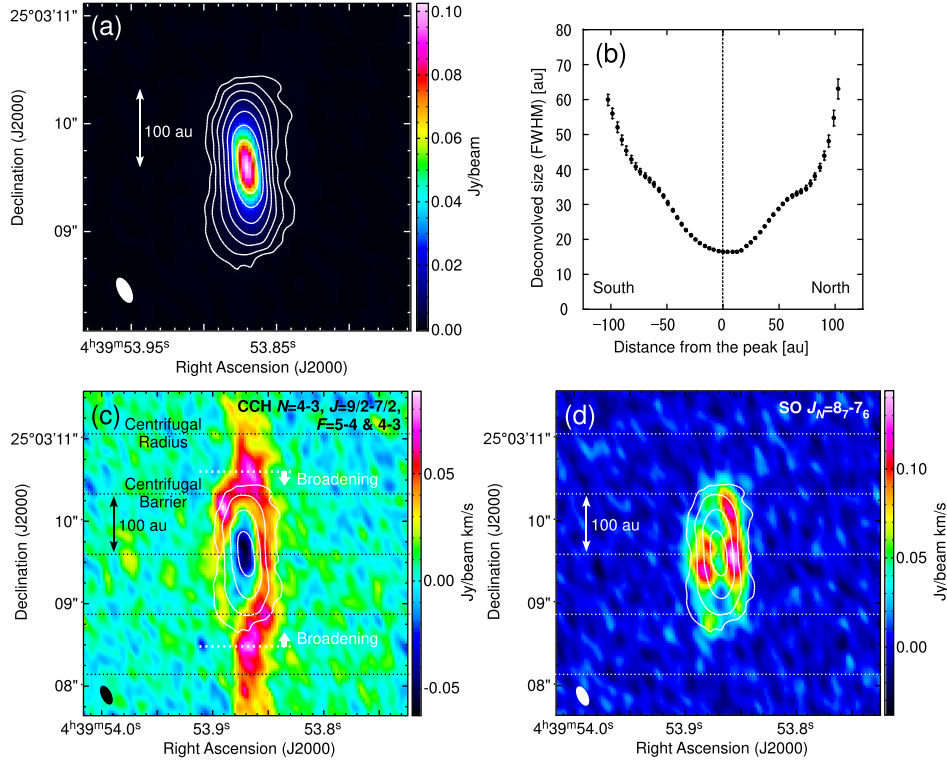 (a)
25°03'11"
10"
09"
Declination (J2000)
100 au
4ʰ39ᵐ53.95ˢ
53.85ˢ
Right Ascension (J2000)
0.10
0.08
0.06
0.04
0.02
0.00
Jy/beam
(b)
80
70
60
50
40
30
20
10
0
Deconvolved size (FWHM) [au]
South
North
−100
−50
0
50
100
Distance from the peak [au]
(c)
CCH N=4-3, J=9/2-7/2,
F=5-4 & 4-3
Centrifugal
Radius
Broadening
Centrifugal
Barrier
100 au
Broadening
25°03'11"
10"
09"
08"
Declination (J2000)
4ʰ39ᵐ54.0ˢ
53.9ˢ
53.8ˢ
Right Ascension (J2000)
0.05
0.00
-0.05
Jy/beam km/s
(d)
SO J_N=8₇-7₆
100 au
25°03'11"
10"
09"
08"
Declination (J2000)
4ʰ39ᵐ54.0ˢ
53.9ˢ
53.8ˢ
Right Ascension (J2000)
0.10
0.05
0.00
Jy/beam km/s